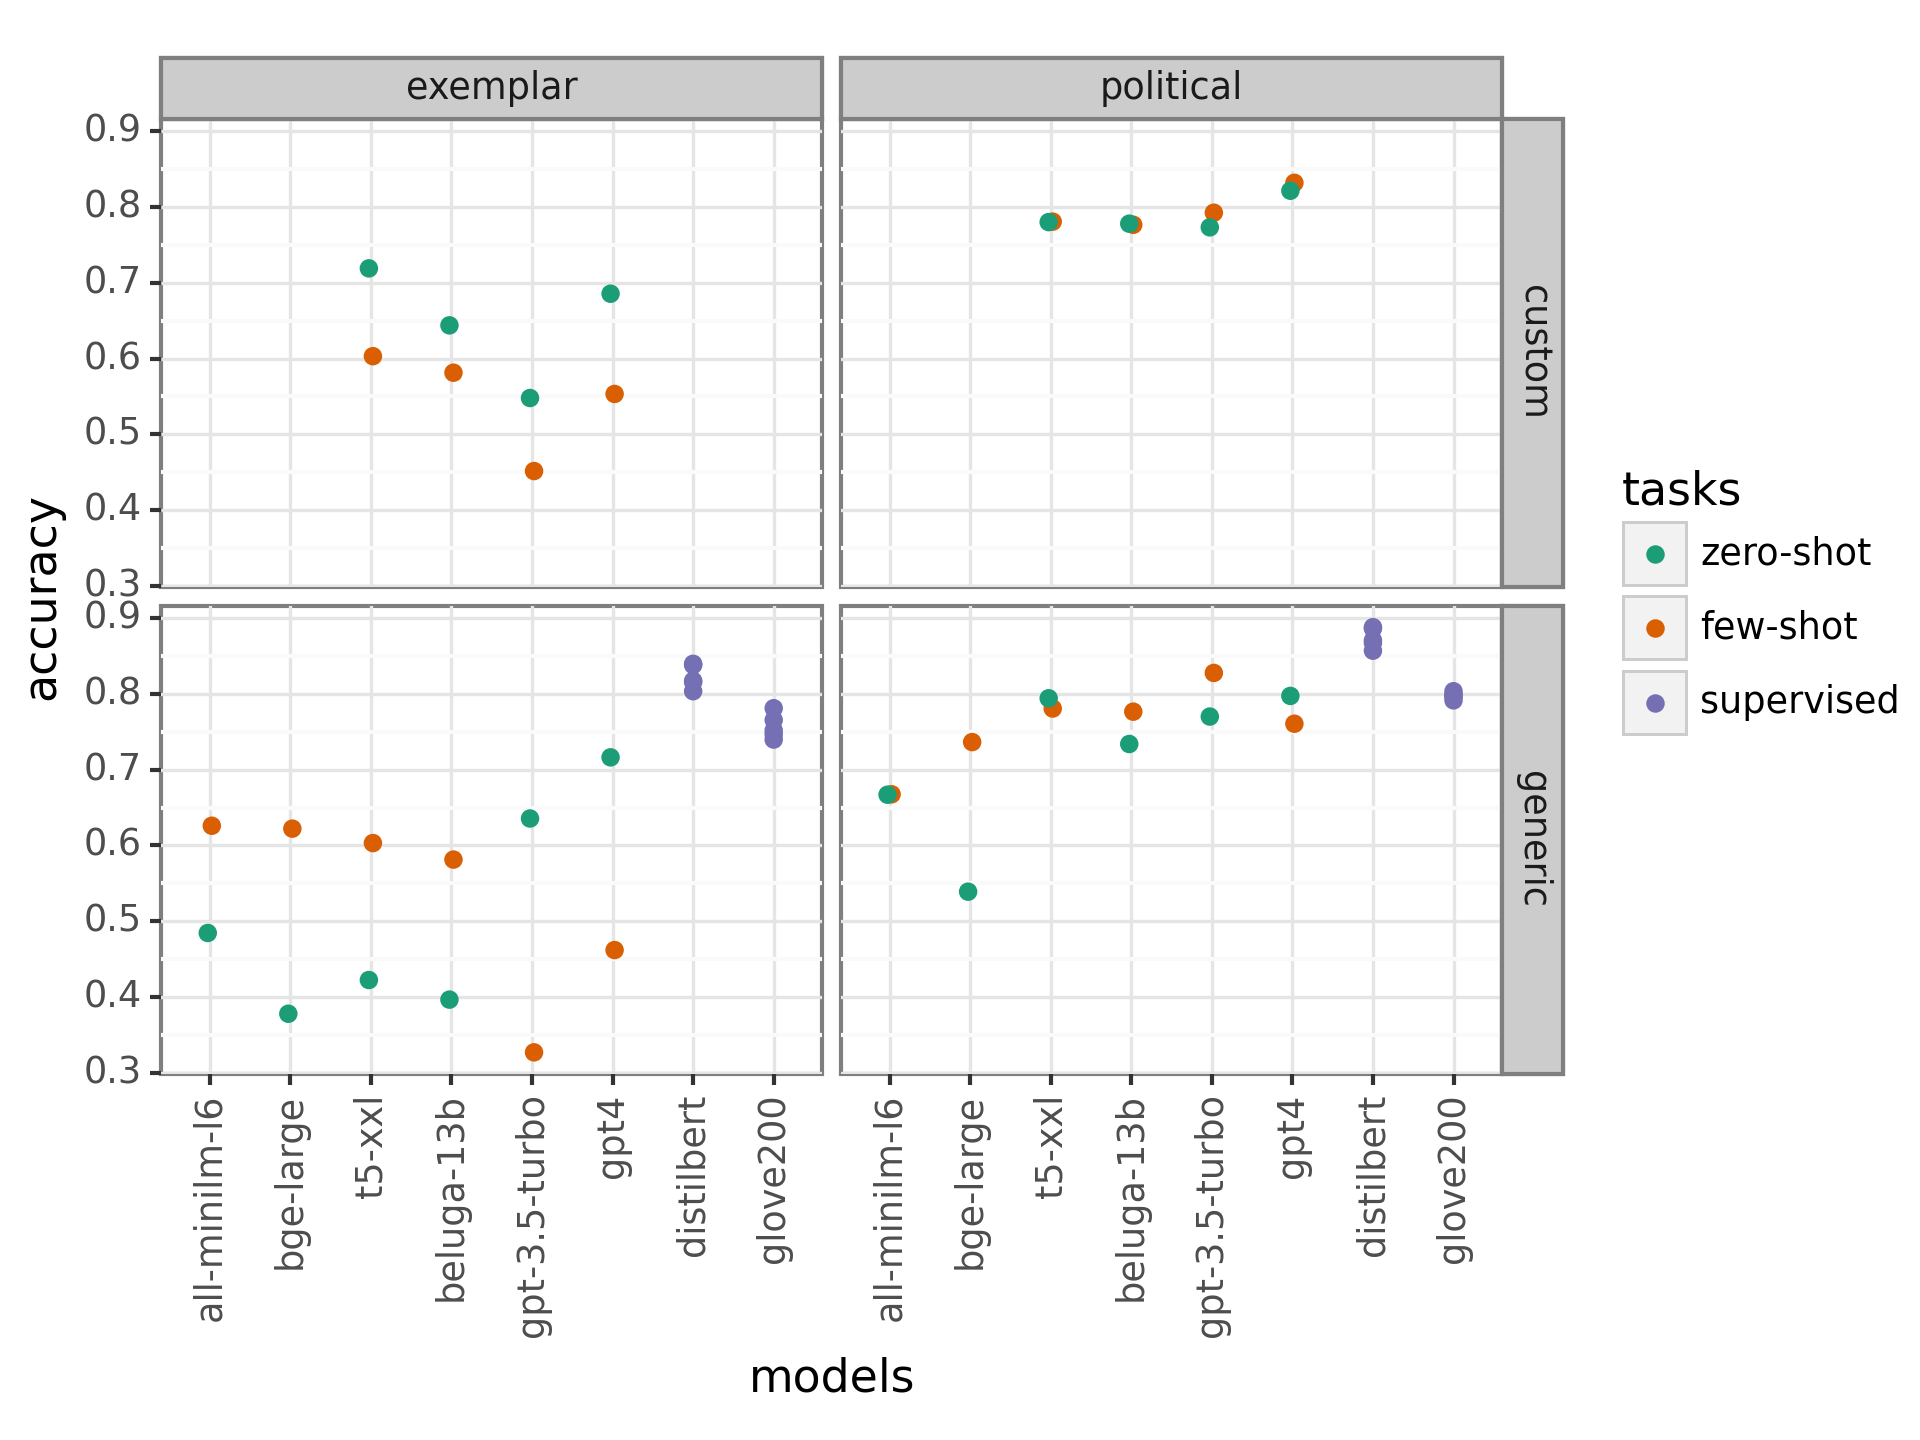 exemplar
political
0.9
0.8
0.7
0.6
0.5
0.4
0.3
custom
0.9
0.8
0.7
0.6
0.5
0.4
0.3
generic
accuracy
all-minilm-l6
bge-large
t5-xxl
beluga-13b
gpt-3.5-turbo
gpt4
distilbert
glove200
all-minilm-l6
bge-large
t5-xxl
beluga-13b
gpt-3.5-turbo
gpt4
distilbert
glove200
models
tasks
zero-shot
few-shot
supervised